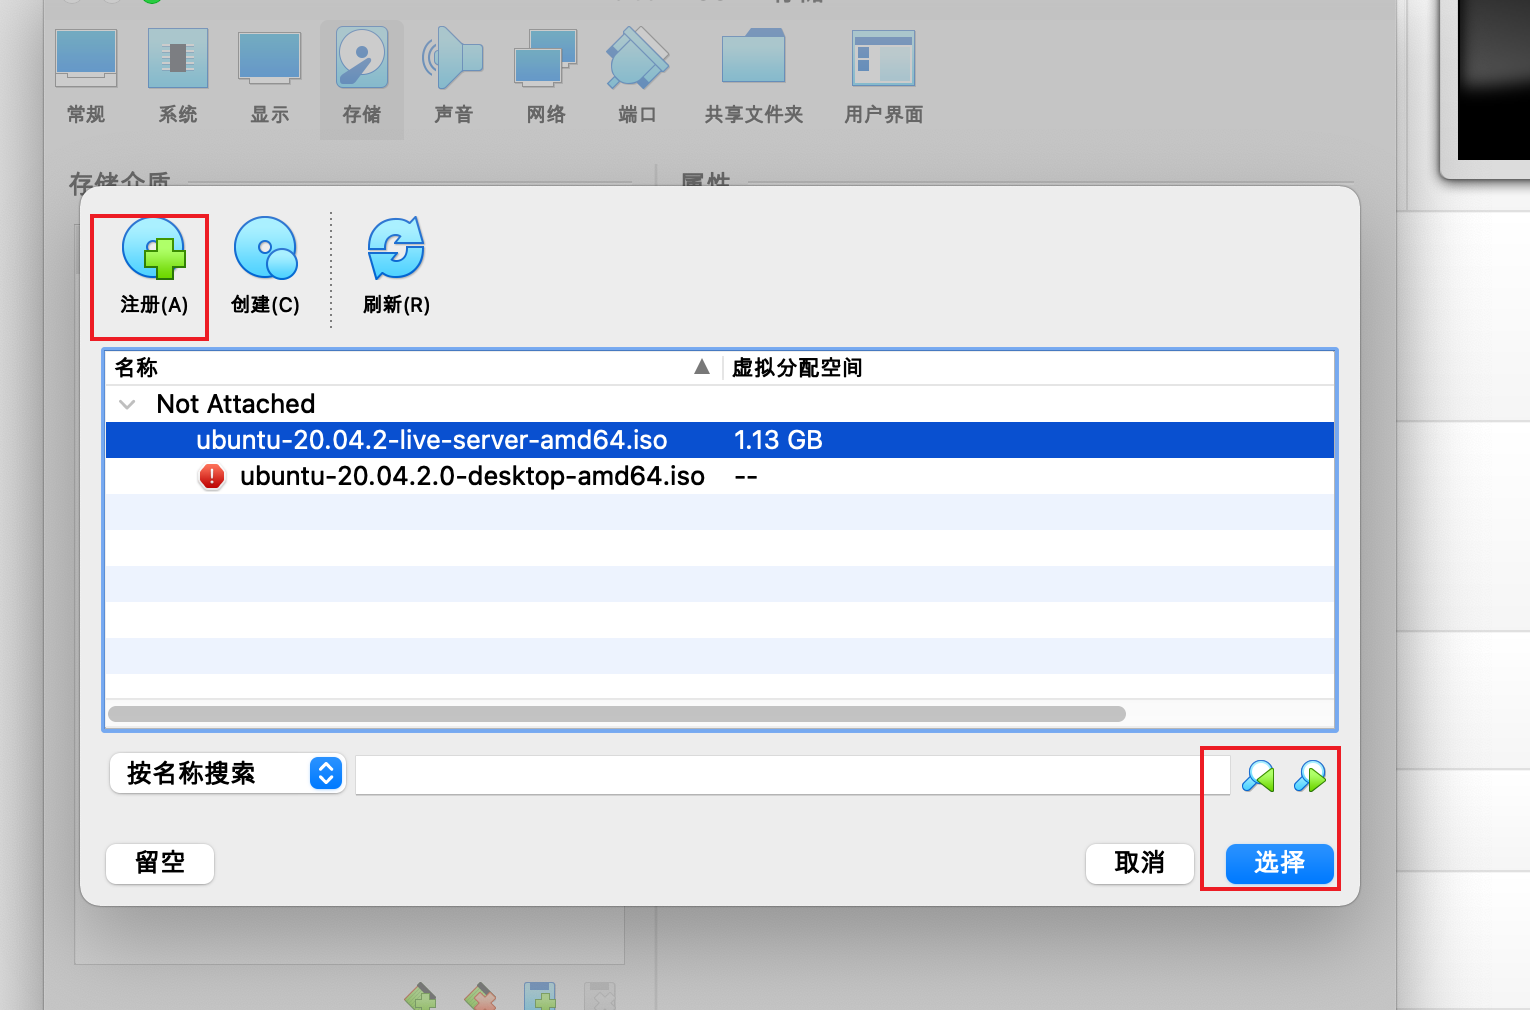 常规 系统 显示 存储 声音 网络 端口 共享文件夹 用户界面
存储介质 属性
注册(A) 创建(C) 刷新(R)
名称 虚拟分配空间
Not Attached
ubuntu-20.04.2-live-server-amd64.iso 1.13 GB
ubuntu-20.04.2.0-desktop-amd64.iso --
按名称搜索
留空 取消 选择